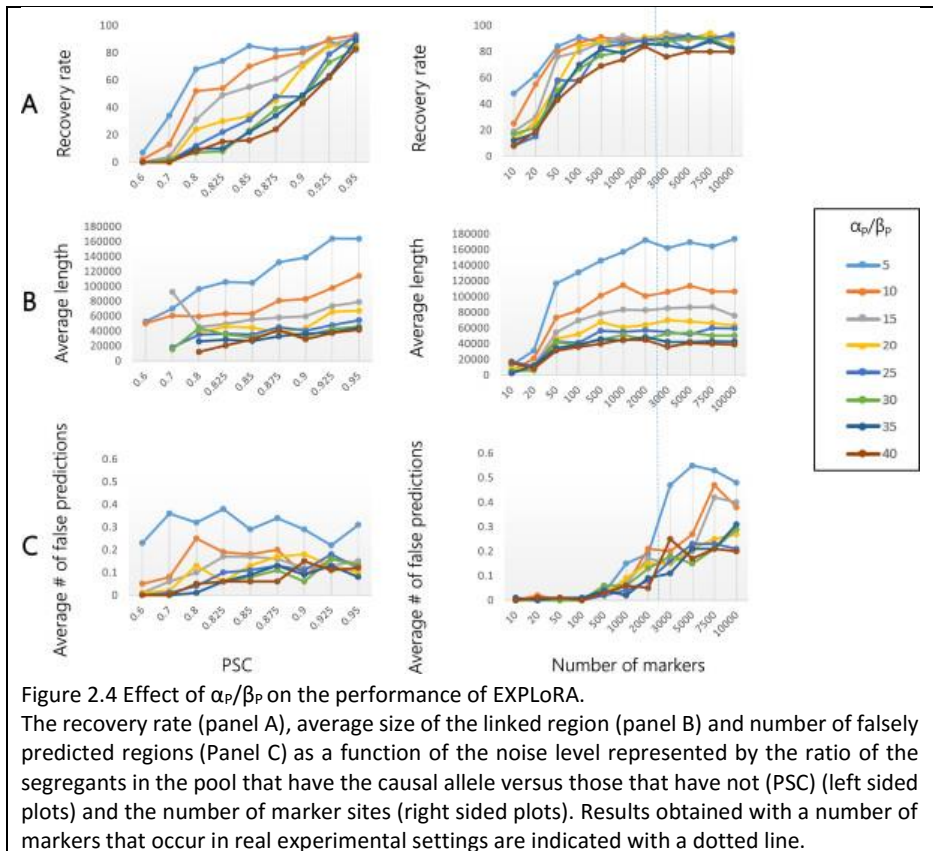 A
Recovery rate
100
80
60
40
20
0
0.6 0.7 0.8 0.825 0.85 0.875 0.9 0.925 0.95
Recovery rate
100
80
60
40
20
0
10 20 50 100 500 1000 2000 3000 5000 7500 10000
B
Average length
180000
160000
140000
120000
100000
80000
60000
40000
20000
0
0.6 0.7 0.8 0.825 0.85 0.875 0.9 0.925 0.95
Average length
180000
160000
140000
120000
100000
80000
60000
40000
20000
0
10 20 50 100 500 1000 2000 3000 5000 7500 10000
C
Average # of false predictions
0.6
0.5
0.4
0.3
0.2
0.1
0
0.6 0.7 0.8 0.825 0.85 0.875 0.9 0.925 0.95
PSC
Average # of false predictions
0.6
0.5
0.4
0.3
0.2
0.1
0
10 20 50 100 500 1000 2000 3000 5000 7500 10000
Number of markers
αP/βP
5
10
15
20
25
30
35
40
Figure 2.4 Effect of αP/βP on the performance of EXPLoRA.
The recovery rate (panel A), average size of the linked region (panel B) and number of falsely
predicted regions (Panel C) as a function of the noise level represented by the ratio of the
segregants in the pool that have the causal allele versus those that have not (PSC) (left sided
plots) and the number of marker sites (right sided plots). Results obtained with a number of
markers that occur in real experimental settings are indicated with a dotted line.